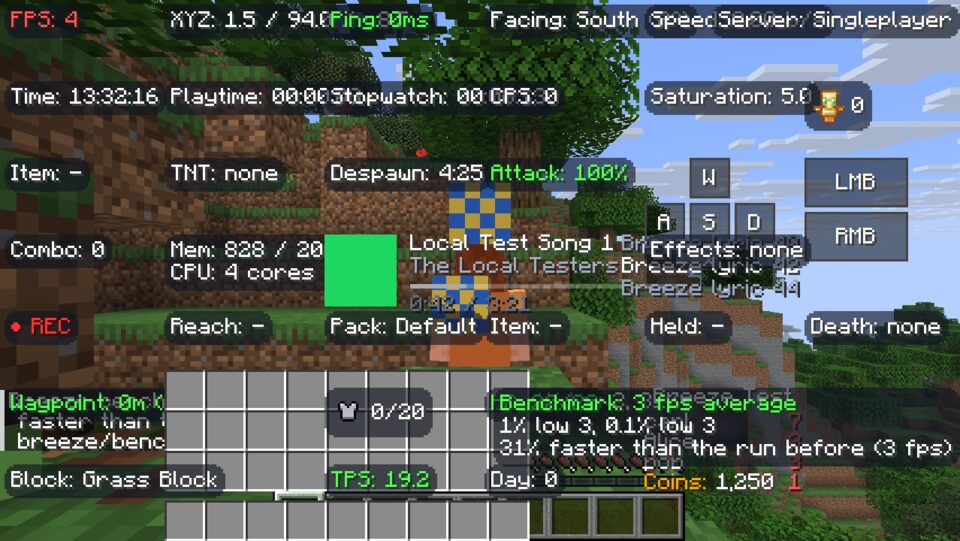 FPS: 4
XYZ: 1.5 / 94.
Ping: 0ms
Facing: South
Speed
Server: Singleplayer
Time: 13:32:16
Playtime: 00:00
Stopwatch: 00:
CPS: 0
Saturation: 5.0
0
Item: -
TNT: none
Despawn: 4:25
Attack: 100%
W
LMB
A
S
D
RMB
Combo: 0
Mem: 828 / 20
CPU: 4 cores
Local Test Song 1
The Local Testers
0:42 / 3:21
Effects: none
Breeze lyric 42
Breeze lyric 44
• REC
Reach: -
Pack: Default
Item: -
Held: -
Death: none
Waypoint: 0m
faster than
breeze/benc
0/20
Benchmark: 3 fps average
1% low 3, 0.1% low 3
31% faster than the run before (3 fps)
Block: Grass Block
TPS: 19.2
Day: 0
Coins: 1,250
1